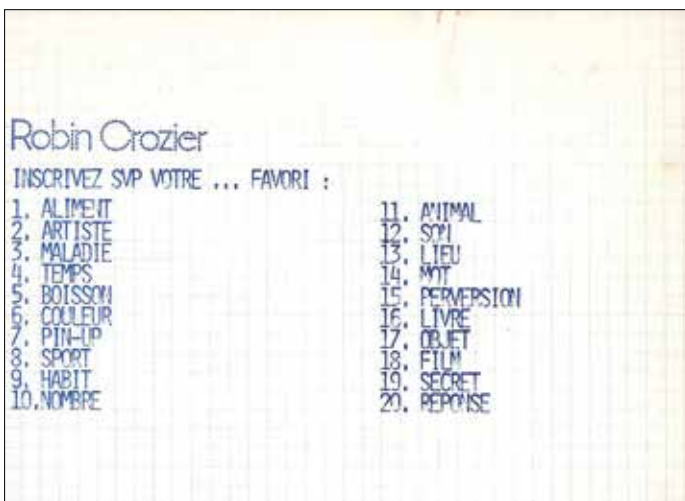 Robin Crozier
INSCRIVEZ SVP VOTRE ... FAVORI :
1. ALIMENT
2. ARTISTE
3. MALADIE
4. TEMPS
5. BOISSON
6. COULEUR
7. PIN-UP
8. SPORT
9. HABIT
10.NOMBRE
11. ANIMAL
12. SON
13. LIEU
14. MOT
15. PERVERSION
16. LIVRE
17. OBJET
18. FILM
19. SECRET
20. REPONSE